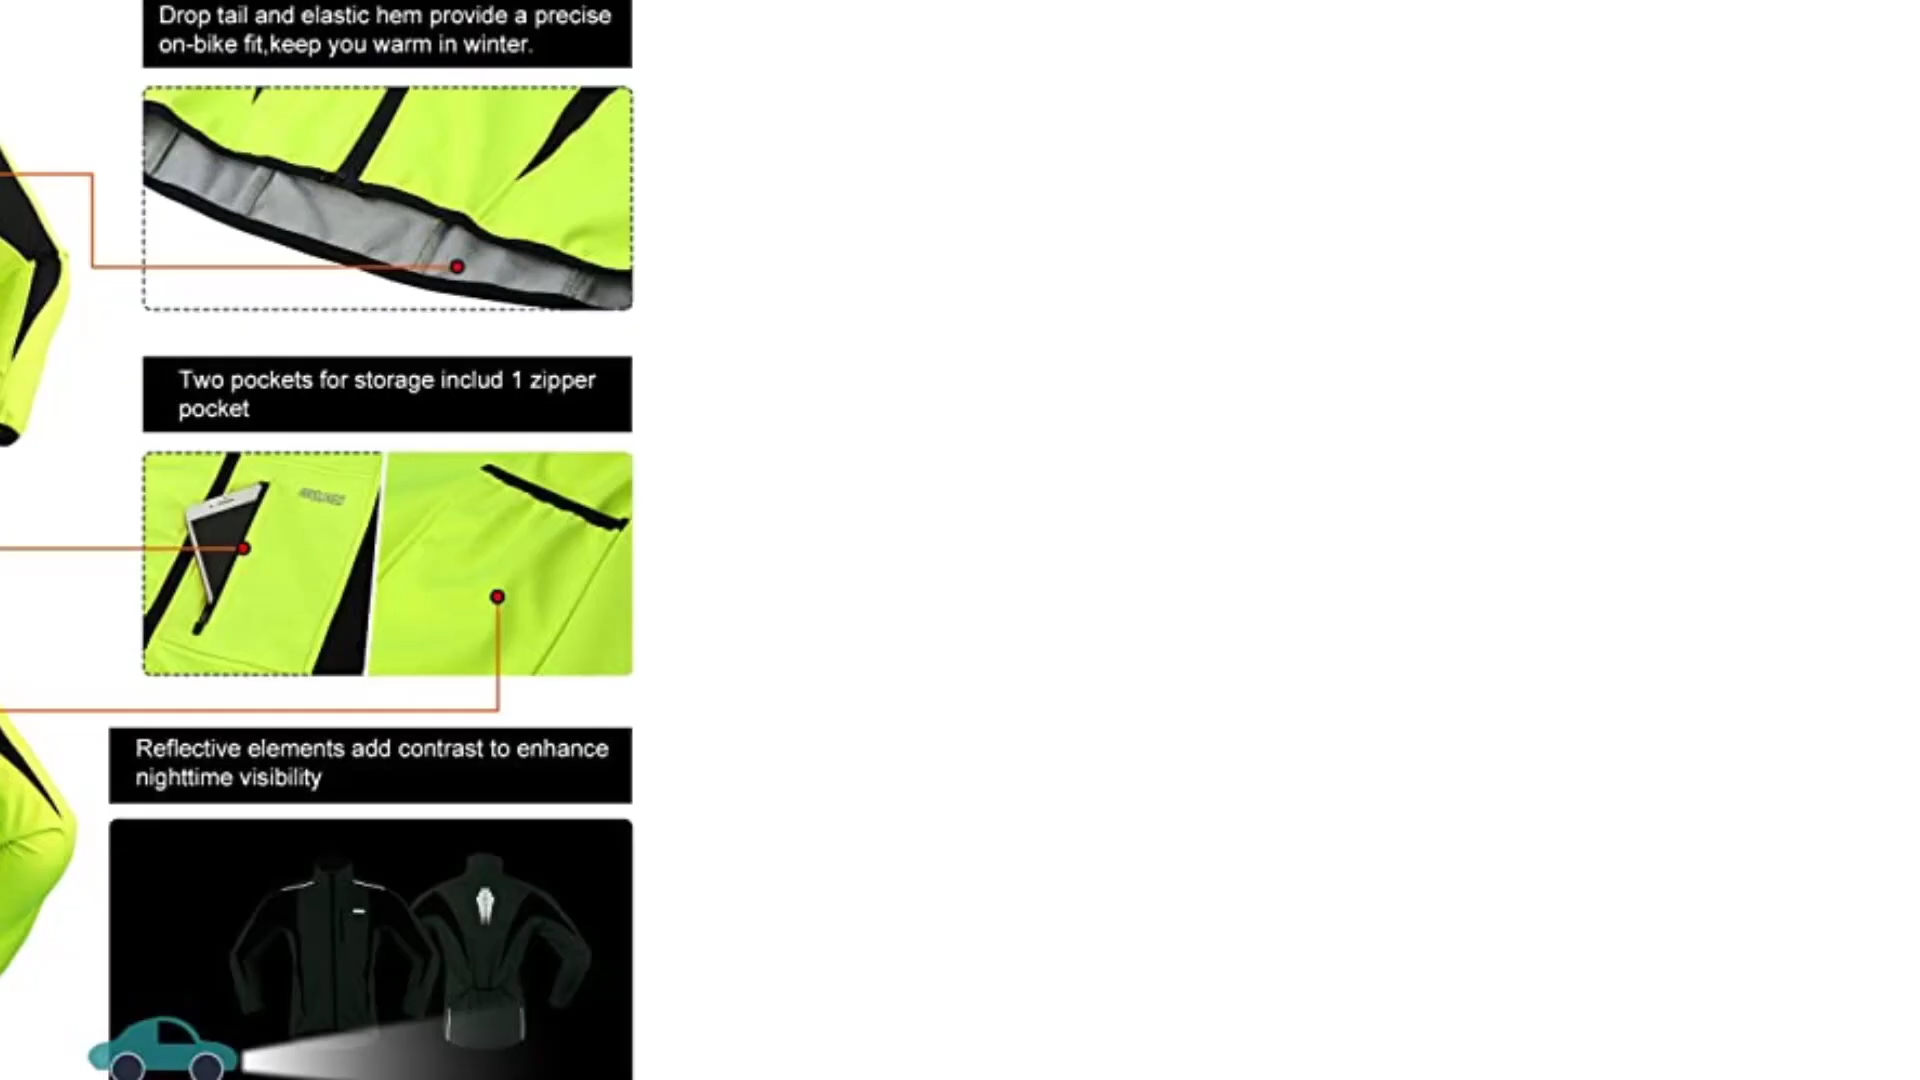 Drop tail and elastic hem provide a precise
on-bike fit,keep you warm in winter.
Two pockets for storage includ 1 zipper
pocket
Reflective elements add contrast to enhance
nighttime visibility